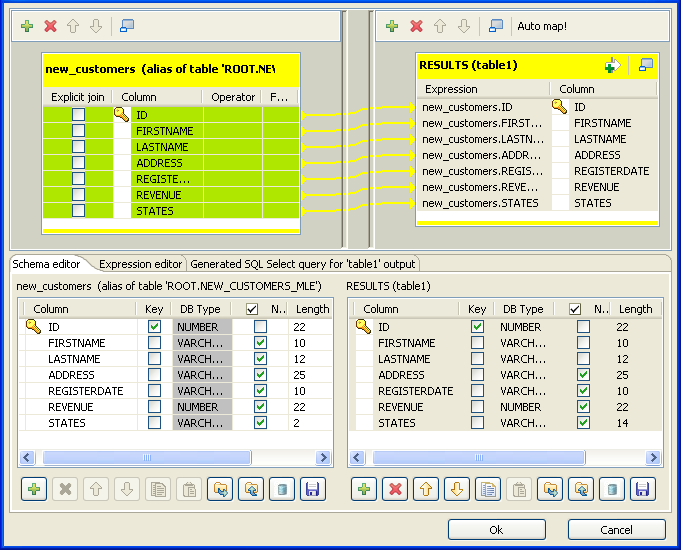 Auto map!
new_customers (alias of table 'ROOT.NEW
Explicit join Column Operator F...
ID
FIRSTNAME
LASTNAME
ADDRESS
REGISTE...
REVENUE
STATES
RESULTS (table1)
Expression Column
new_customers.ID ID
new_customers.FIRST... FIRSTNAME
new_customers.LASTN... LASTNAME
new_customers.ADDR... ADDRESS
new_customers.REGIS... REGISTERDATE
new_customers.REVE... REVENUE
new_customers.STATES STATES
Schema editor Expression editor Generated SQL Select query for 'table1' output
new_customers (alias of table 'ROOT.NEW_CUSTOMERS_MLE')
Column Key DB Type N.. Length
ID NUMBER 22
FIRSTNAME VARCH... 10
LASTNAME VARCH... 12
ADDRESS VARCH... 25
REGISTERDATE VARCH... 10
REVENUE NUMBER 22
STATES VARCH... 2
RESULTS (table1)
Column Key DB Type N.. Length
ID NUMBER 22
FIRSTNAME VARCH... 10
LASTNAME VARCH... 12
ADDRESS VARCH... 25
REGISTERDATE VARCH... 10
REVENUE NUMBER 22
STATES VARCH... 14
Ok Cancel